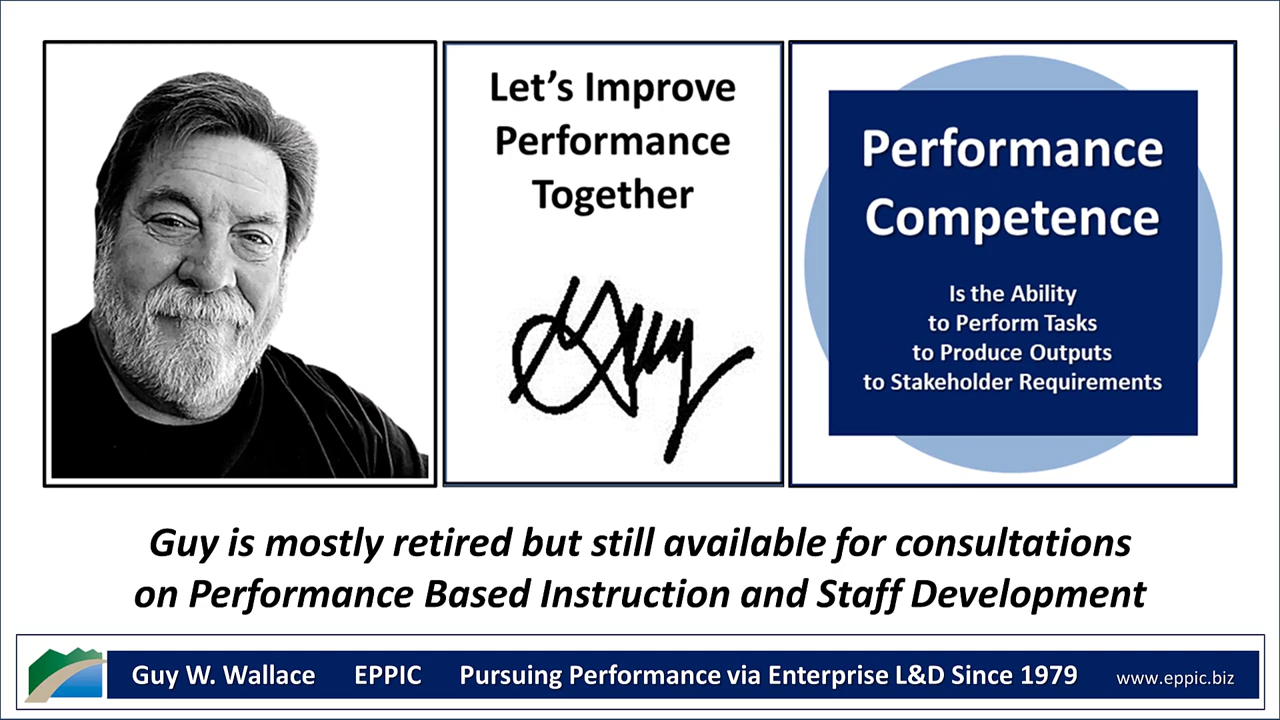 Let's Improve
Performance
Together
Guy
Performance
Competence
Is the Ability
to Perform Tasks
to Produce Outputs
to Stakeholder Requirements
Guy is mostly retired but still available for consultations
on Performance Based Instruction and Staff Development
Guy W. Wallace EPPIC Pursuing Performance via Enterprise L&D Since 1979 www.eppic.biz